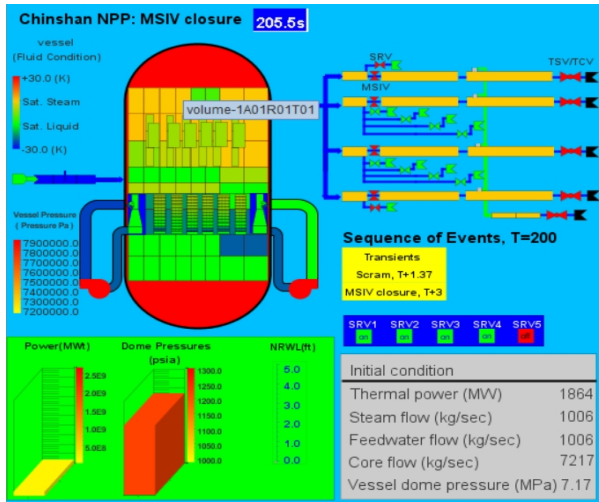 Chinshan NPP: MSIV closure
205.5s
vessel
(Fluid Condition)
+30.0 (K)
Sat. Steam
Sat. Liquid
-30.0 (K)
volume-1A01R01T01
SRV
MSIV
TSV/TCV
Vessel Pressure
( Pressure Pa )
7900000.0
7800000.0
7700000.0
7600000.0
7500000.0
7400000.0
7300000.0
7200000.0
Sequence of Events, T=200
Transients
Scram, T+1.37
MSIV closure, T+3
SRV1 SRV2 SRV3 SRV4 SRV5
on on on on off
Power(MWt)
2.5E9
2.0E9
1.5E9
1.0E9
5.0E8
Dome Pressures
(psia)
1300.0
1250.0
1200.0
1150.0
1100.0
1050.0
1000.0
NRWL(ft)
5.0
4.0
3.0
2.0
1.0
0.0
Initial condition
Thermal power (MW) 1864
Steam flow (kg/sec) 1006
Feedwater flow (kg/sec) 1006
Core flow (kg/sec) 7217
Vessel dome pressure (MPa) 7.17